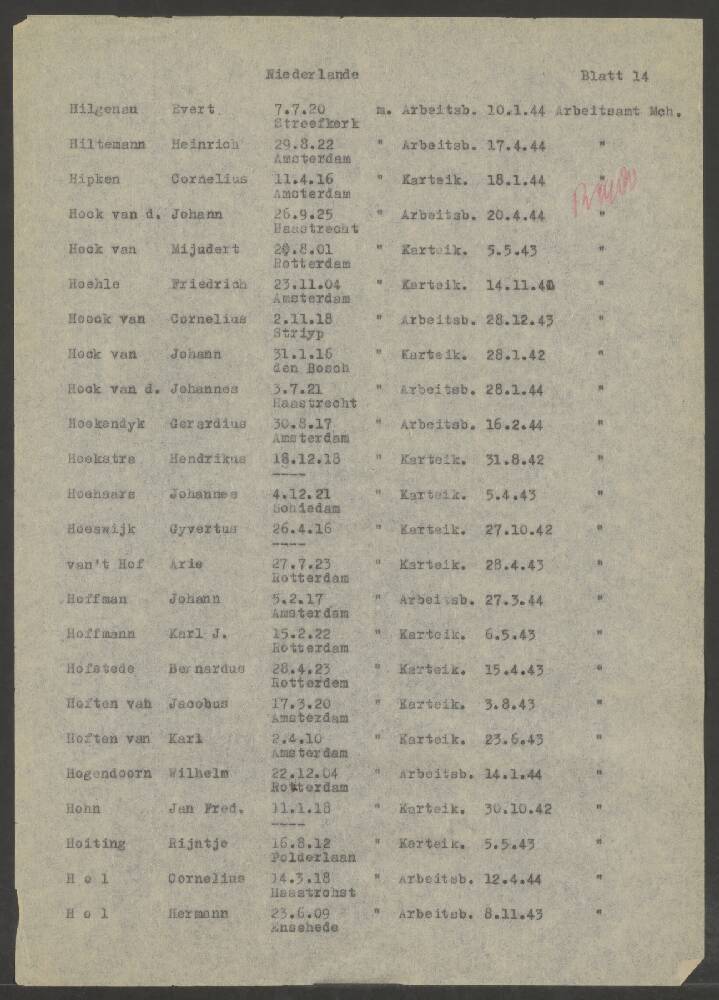 Niederlande Blatt 14
Hilgenau Evert 7.7.20 m. Arbeitsb. 10.1.44 Arbeitsamt Mch.
Streefkerk
Hiltemann Heinrich 29.8.22 " Arbeitsb. 17.4.44 "
Amsterdam
Hipken Cornelius 11.4.16 " Karteik. 18.1.44 "
Amsterdam
Hock van d. Johann 26.9.25 " Arbeitsb. 20.4.44 "
Haastrecht
Hock van Mijudert 20.8.01 " Karteik. 5.5.43 "
Rotterdam
Hoehle Friedrich 23.11.04 " Karteik. 14.11.41 "
Amsterdam
Hoeck van Cornelius 2.11.18 " Arbeitsb. 28.12.43 "
Striyp
Hock van Johann 31.1.16 " Karteik. 28.1.42 "
den Bosch
Hock van d. Johannes 3.7.21 " Arbeitsb. 28.1.44 "
Haastrecht
Hoekendyk Gerardius 30.8.17 " Arbeitsb. 16.2.44 "
Amsterdam
Hoekstra Hendrikus 18.12.18 " Karteik. 31.8.42 "
----
Hoenaars Johannes 4.12.21 " Karteik. 5.4.43 "
Schiedam
Hoeswijk Gyvertus 26.4.16 " Karteik. 27.10.42 "
----
van't Hof Arie 27.7.23 " Karteik. 28.4.43 "
Rotterdam
Hoffman Johann 5.2.17 " Arbeitsb. 27.3.44 "
Amsterdam
Hoffmann Karl J. 15.2.22 " Karteik. 6.5.43 "
Rotterdam
Hofstede Bernardus 28.4.23 " Karteik. 15.4.43 "
Rotterdem
Hoften van Jacobus 17.3.20 " Karteik. 3.8.43 "
Amsterdam
Hoften van Karl 2.4.10 " Karteik. 23.6.43 "
Amsterdam
Hogendoorn Wilhelm 22.12.04 " Arbeitsb. 14.1.44 "
Rotterdam
Hohn Jan Fred. 11.1.18 " Karteik. 30.10.42 "
----
Hoiting Rijntje 16.8.12 " Karteik. 5.5.43 "
Polderlaan
H o l Cornelius 14.3.18 " Arbeitsb. 12.4.44 "
Haastrohst
H o l Hermann 23.6.09 " Arbeitsb. 8.11.43 "
Enschede